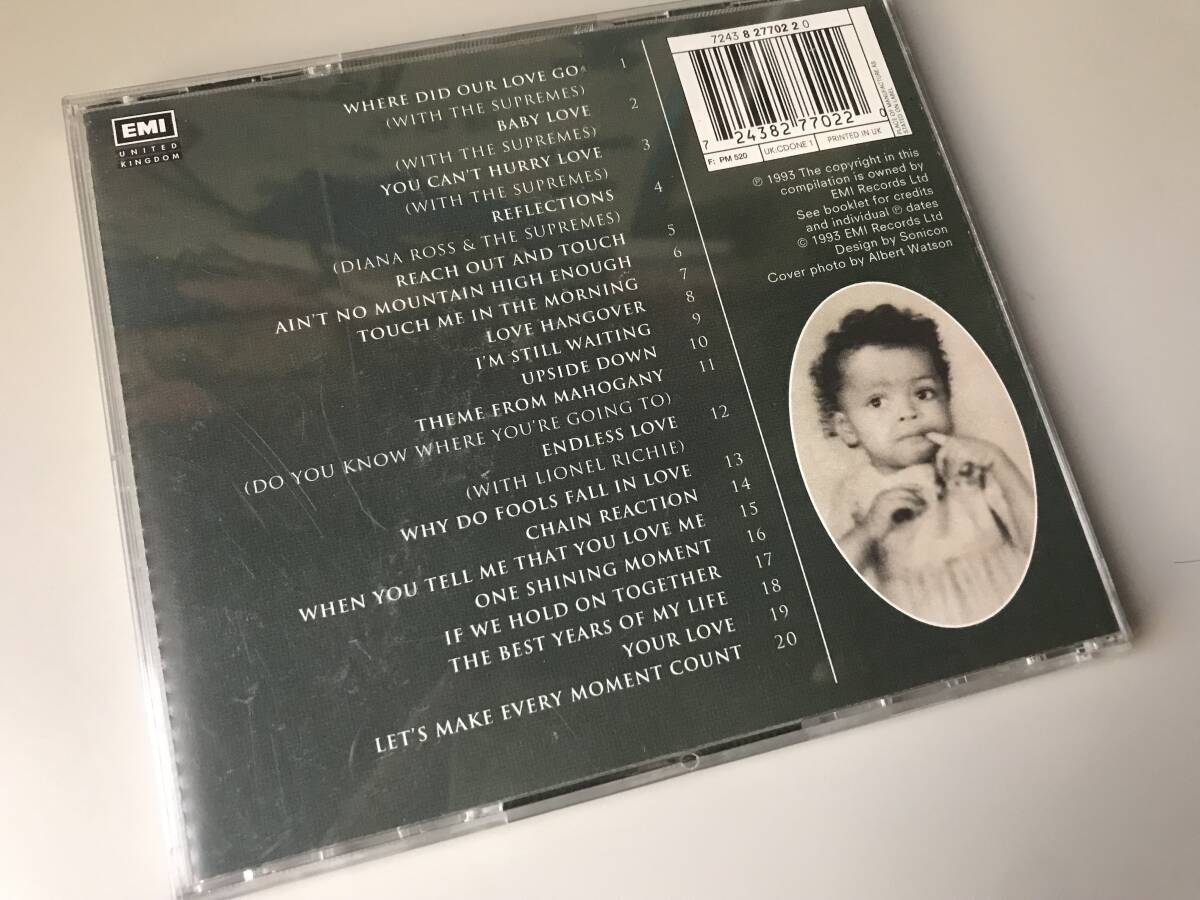 EMI
UNITED
KINGDOM
WHERE DID OUR LOVE GO 1
(WITH THE SUPREMES)
BABY LOVE 2
(WITH THE SUPREMES)
YOU CAN'T HURRY LOVE 3
(WITH THE SUPREMES)
REFLECTIONS 4
(DIANA ROSS & THE SUPREMES)
REACH OUT AND TOUCH 5
AIN'T NO MOUNTAIN HIGH ENOUGH 6
TOUCH ME IN THE MORNING 7
LOVE HANGOVER 8
I'M STILL WAITING 9
UPSIDE DOWN 10
THEME FROM MAHOGANY 11
(DO YOU KNOW WHERE YOU'RE GOING TO)
ENDLESS LOVE 12
(WITH LIONEL RICHIE)
WHY DO FOOLS FALL IN LOVE 13
CHAIN REACTION 14
WHEN YOU TELL ME THAT YOU LOVE ME 15
ONE SHINING MOMENT 16
IF WE HOLD ON TOGETHER 17
THE BEST YEARS OF MY LIFE 18
YOUR LOVE 19
LET'S MAKE EVERY MOMENT COUNT 20
7243 8 27702 2 0
7 24382 77022 0
F: PM 520 UK:CDONE 1 PRINTED IN UK
PLACE OF MANUFACTURE AS
STATED ON LABEL
℗ 1993 The copyright in this
compilation is owned by
EMI Records Ltd
See booklet for credits
and individual ℗ dates
© 1993 EMI Records Ltd
Design by Sonicon
Cover photo by Albert Watson